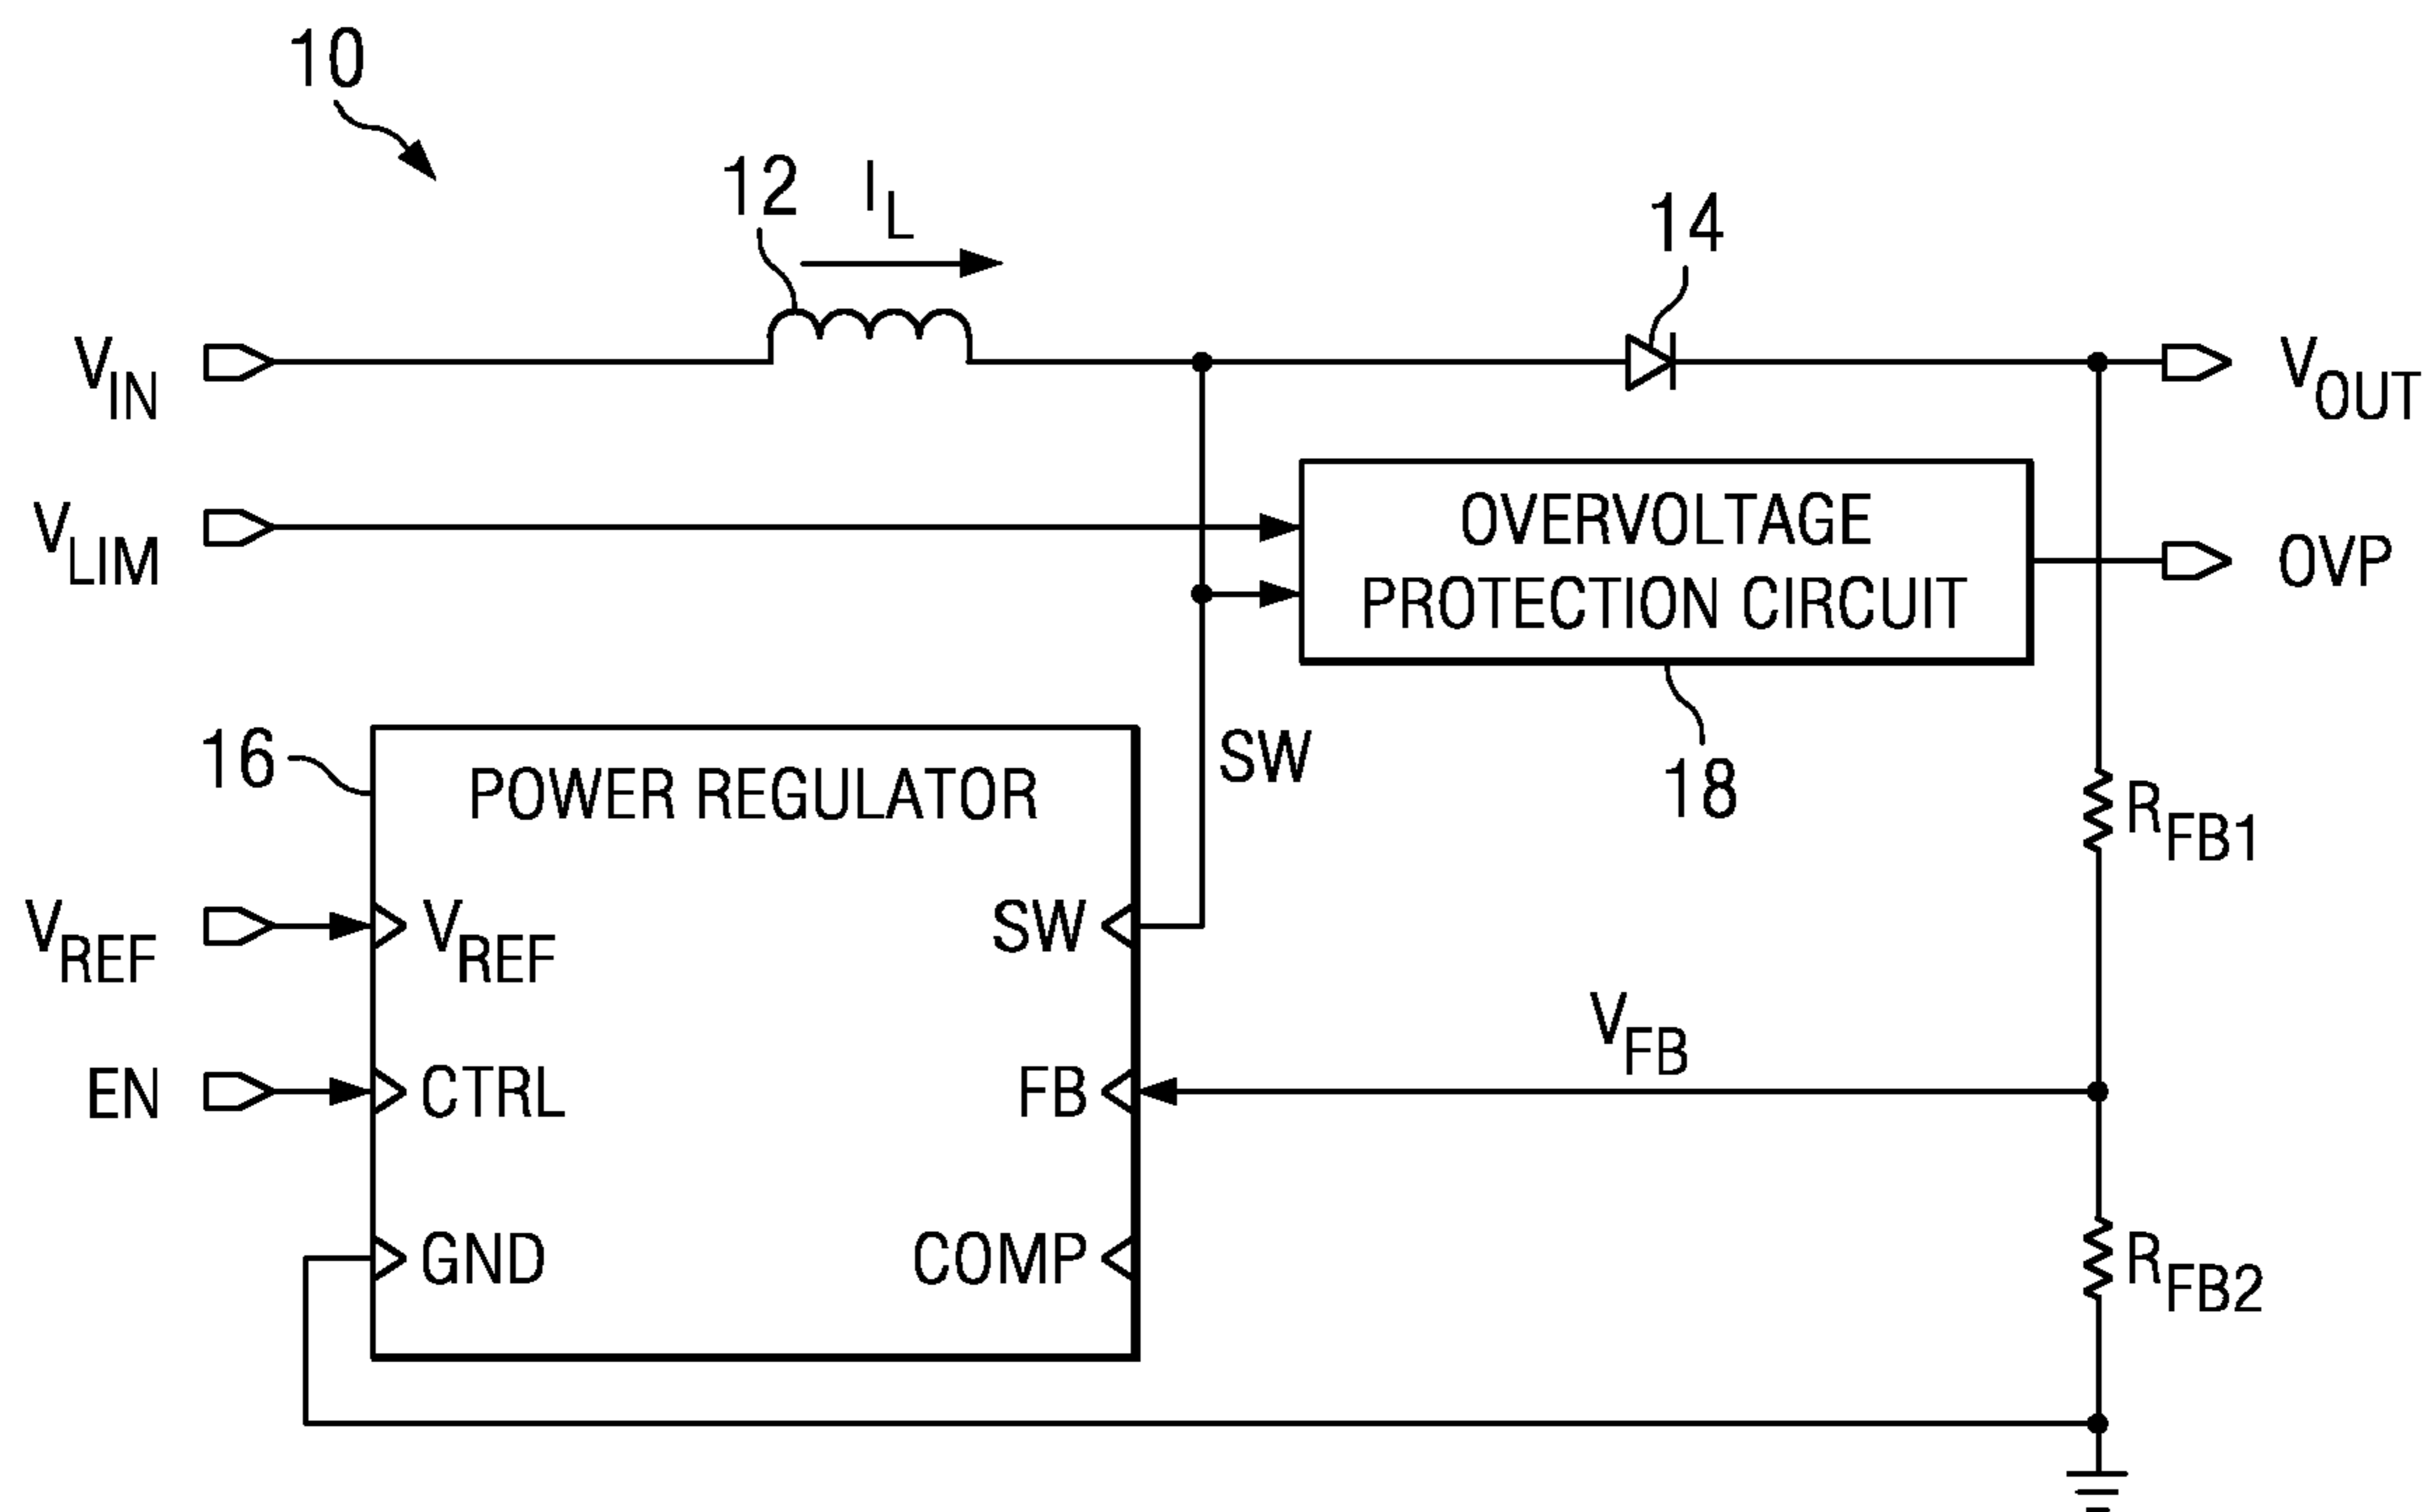 10
12
I_L
14
V_IN
V_OUT
V_LIM
OVERVOLTAGE
PROTECTION CIRCUIT
OVP
18
16
POWER REGULATOR
SW
R_FB1
V_REF
V_REF
SW
V_FB
EN
CTRL
FB
GND
COMP
R_FB2